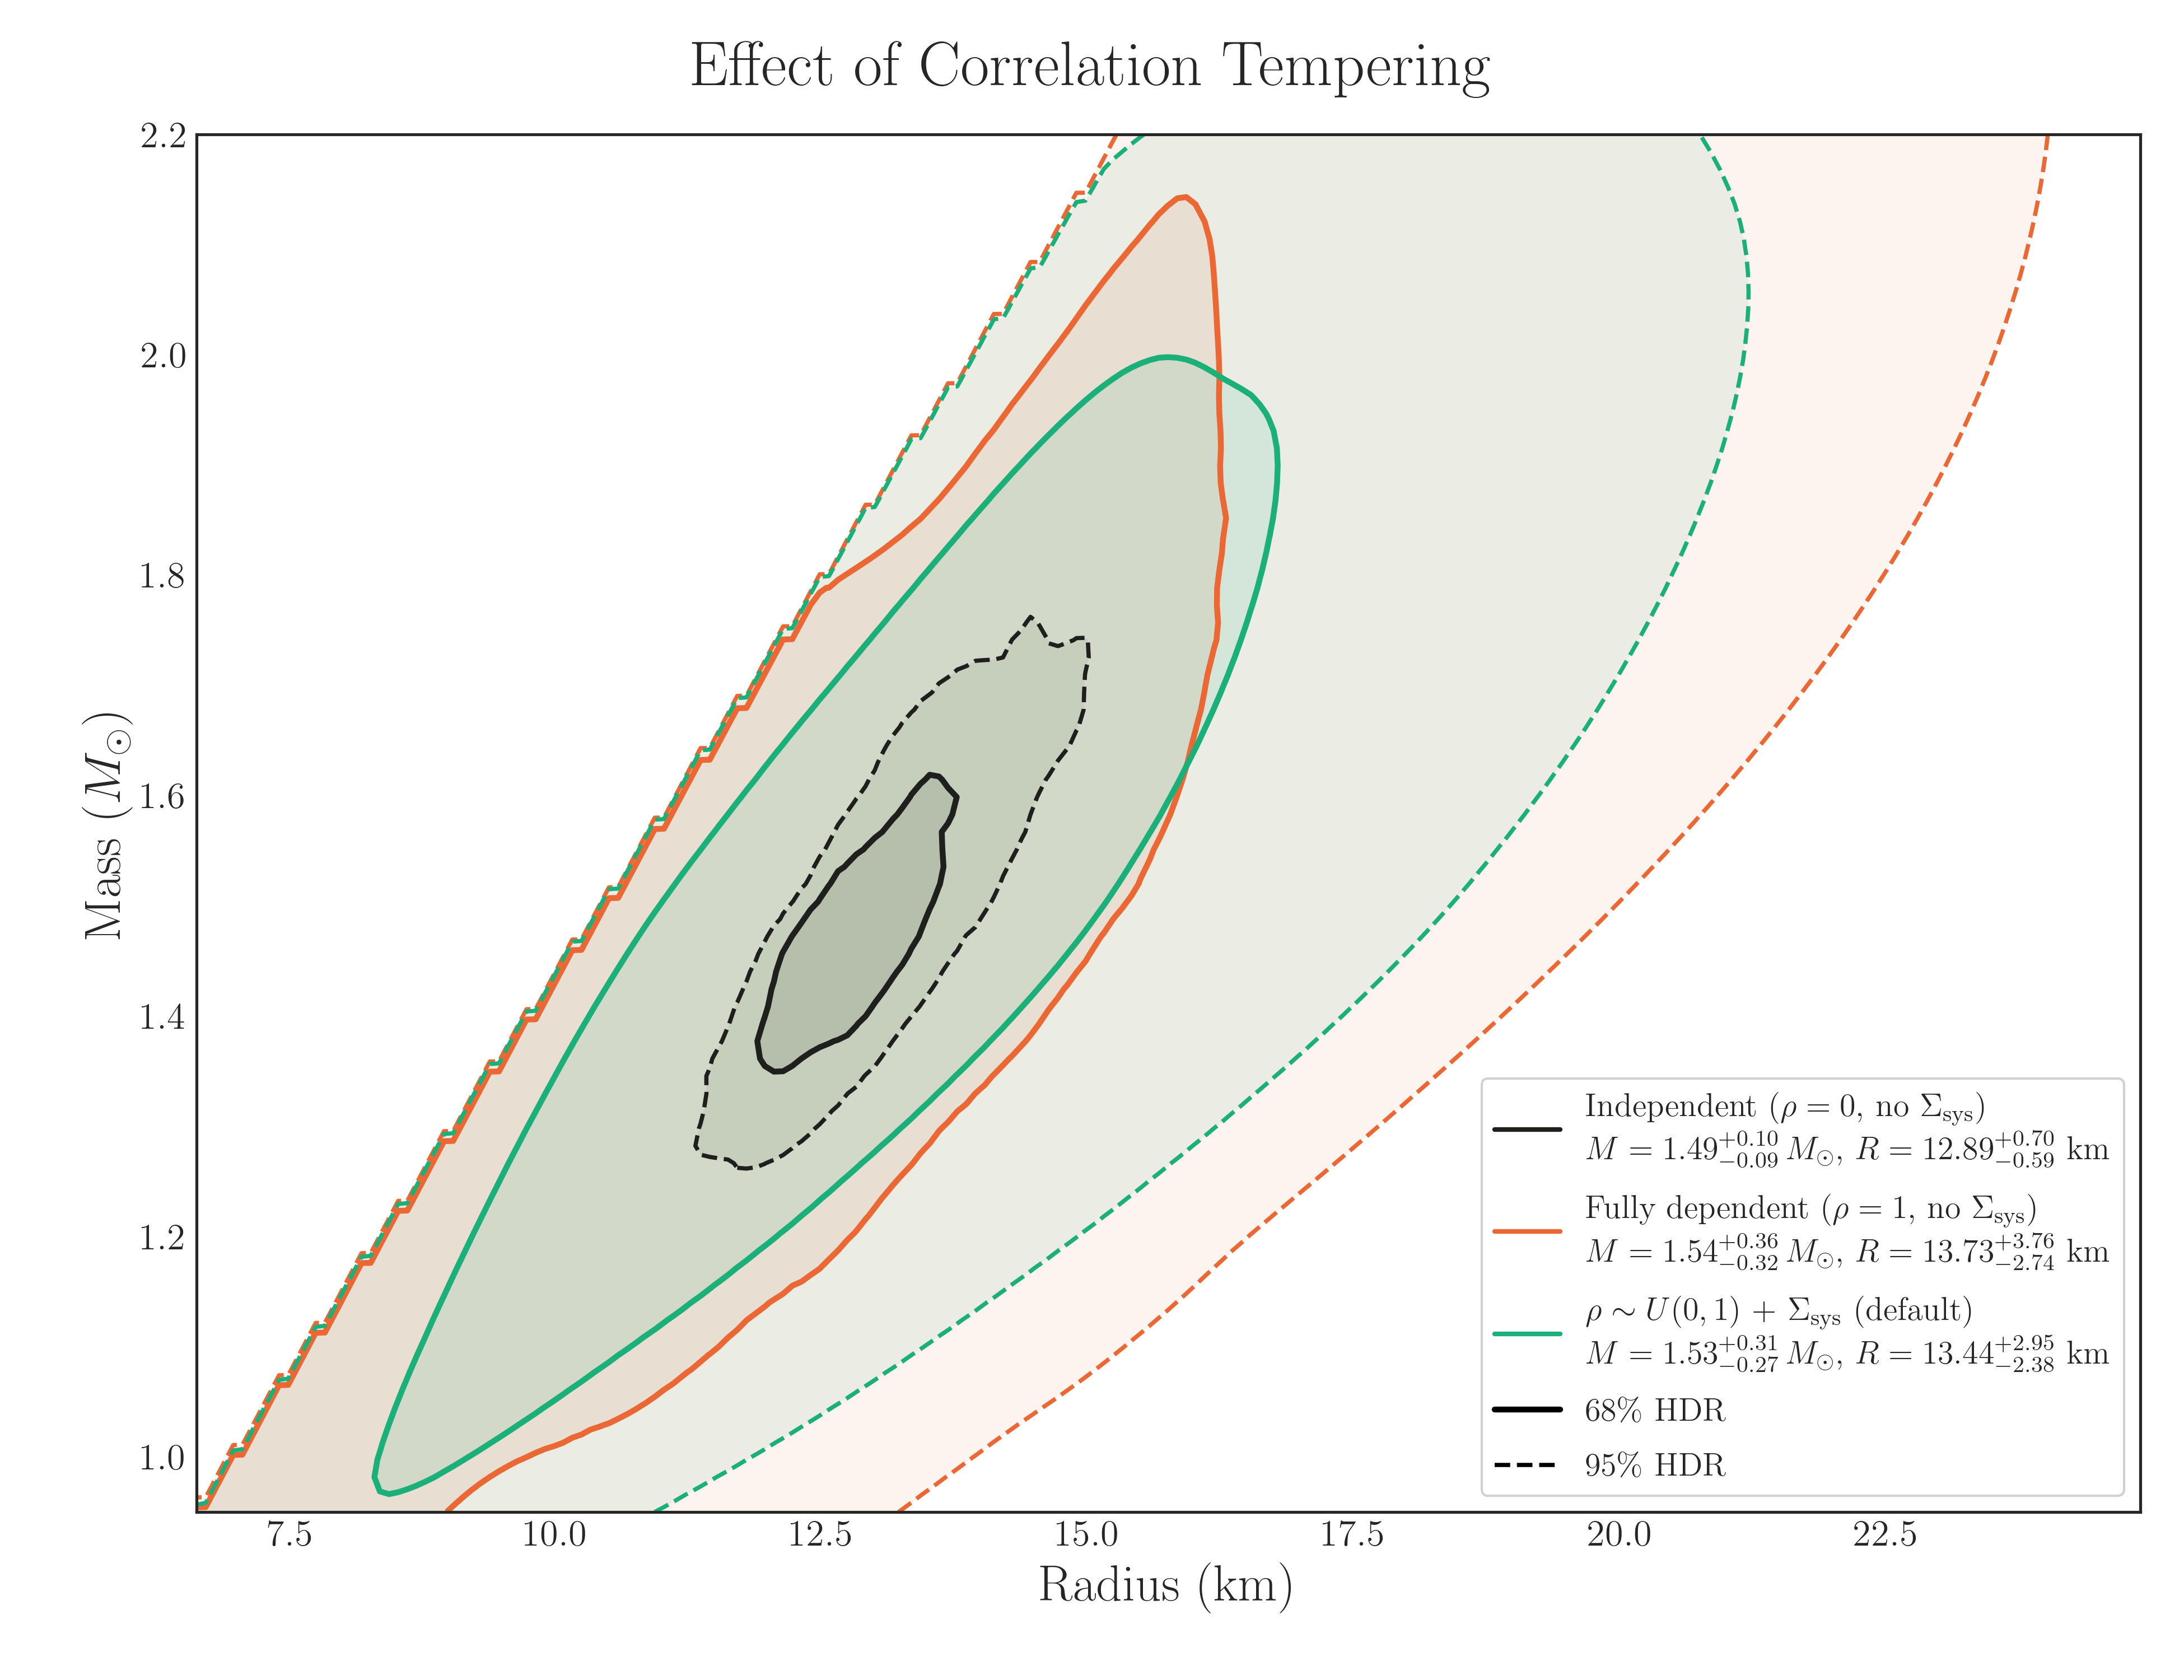 Effect of Correlation Tempering
2.2
2.0
1.8
1.6
1.4
1.2
1.0
Mass (M⊙)
7.5 10.0 12.5 15.0 17.5 20.0 22.5
Radius (km)
Independent (ρ = 0, no Σsys)
M = 1.49+0.10−0.09 M⊙, R = 12.89+0.70−0.59 km
Fully dependent (ρ = 1, no Σsys)
M = 1.54+0.36−0.32 M⊙, R = 13.73+3.76−2.74 km
ρ ∼ U(0, 1) + Σsys (default)
M = 1.53+0.31−0.27 M⊙, R = 13.44+2.95−2.38 km
68% HDR
95% HDR